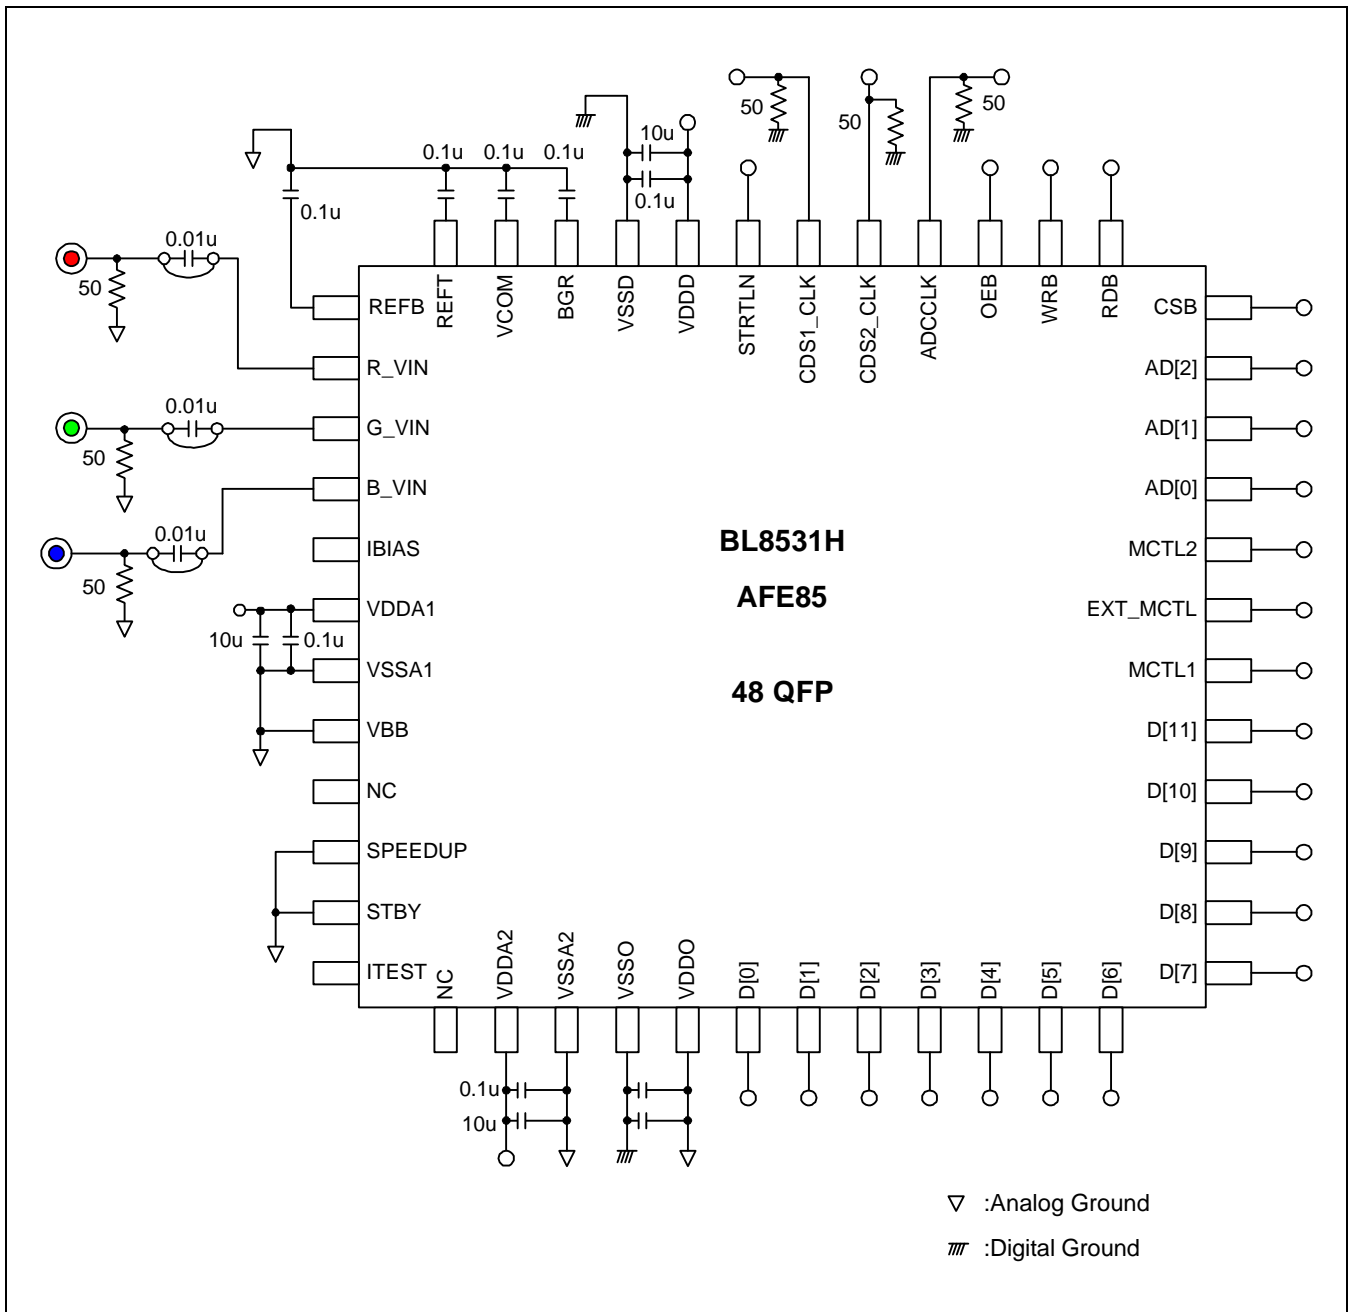 50
50
50
10u
0.1u
0.1u
0.1u
0.1u
0.1u
0.01u
50
REFT
VCOM
BGR
VSSD
VDDD
STRTLN
CDS1_CLK
CDS2_CLK
ADCCLK
OEB
WRB
RDB
REFB
R_VIN
0.01u
G_VIN
50
B_VIN
0.01u
IBIAS
50
VDDA1
10u
0.1u
VSSA1
VBB
NC
SPEEDUP
STBY
ITEST
BL8531H
AFE85
48 QFP
CSB
AD[2]
AD[1]
AD[0]
MCTL2
EXT_MCTL
MCTL1
D[11]
D[10]
D[9]
D[8]
D[7]
NC
VDDA2
VSSA2
VSSO
VDDO
D[0]
D[1]
D[2]
D[3]
D[4]
D[5]
D[6]
0.1u
10u
:Analog Ground
:Digital Ground